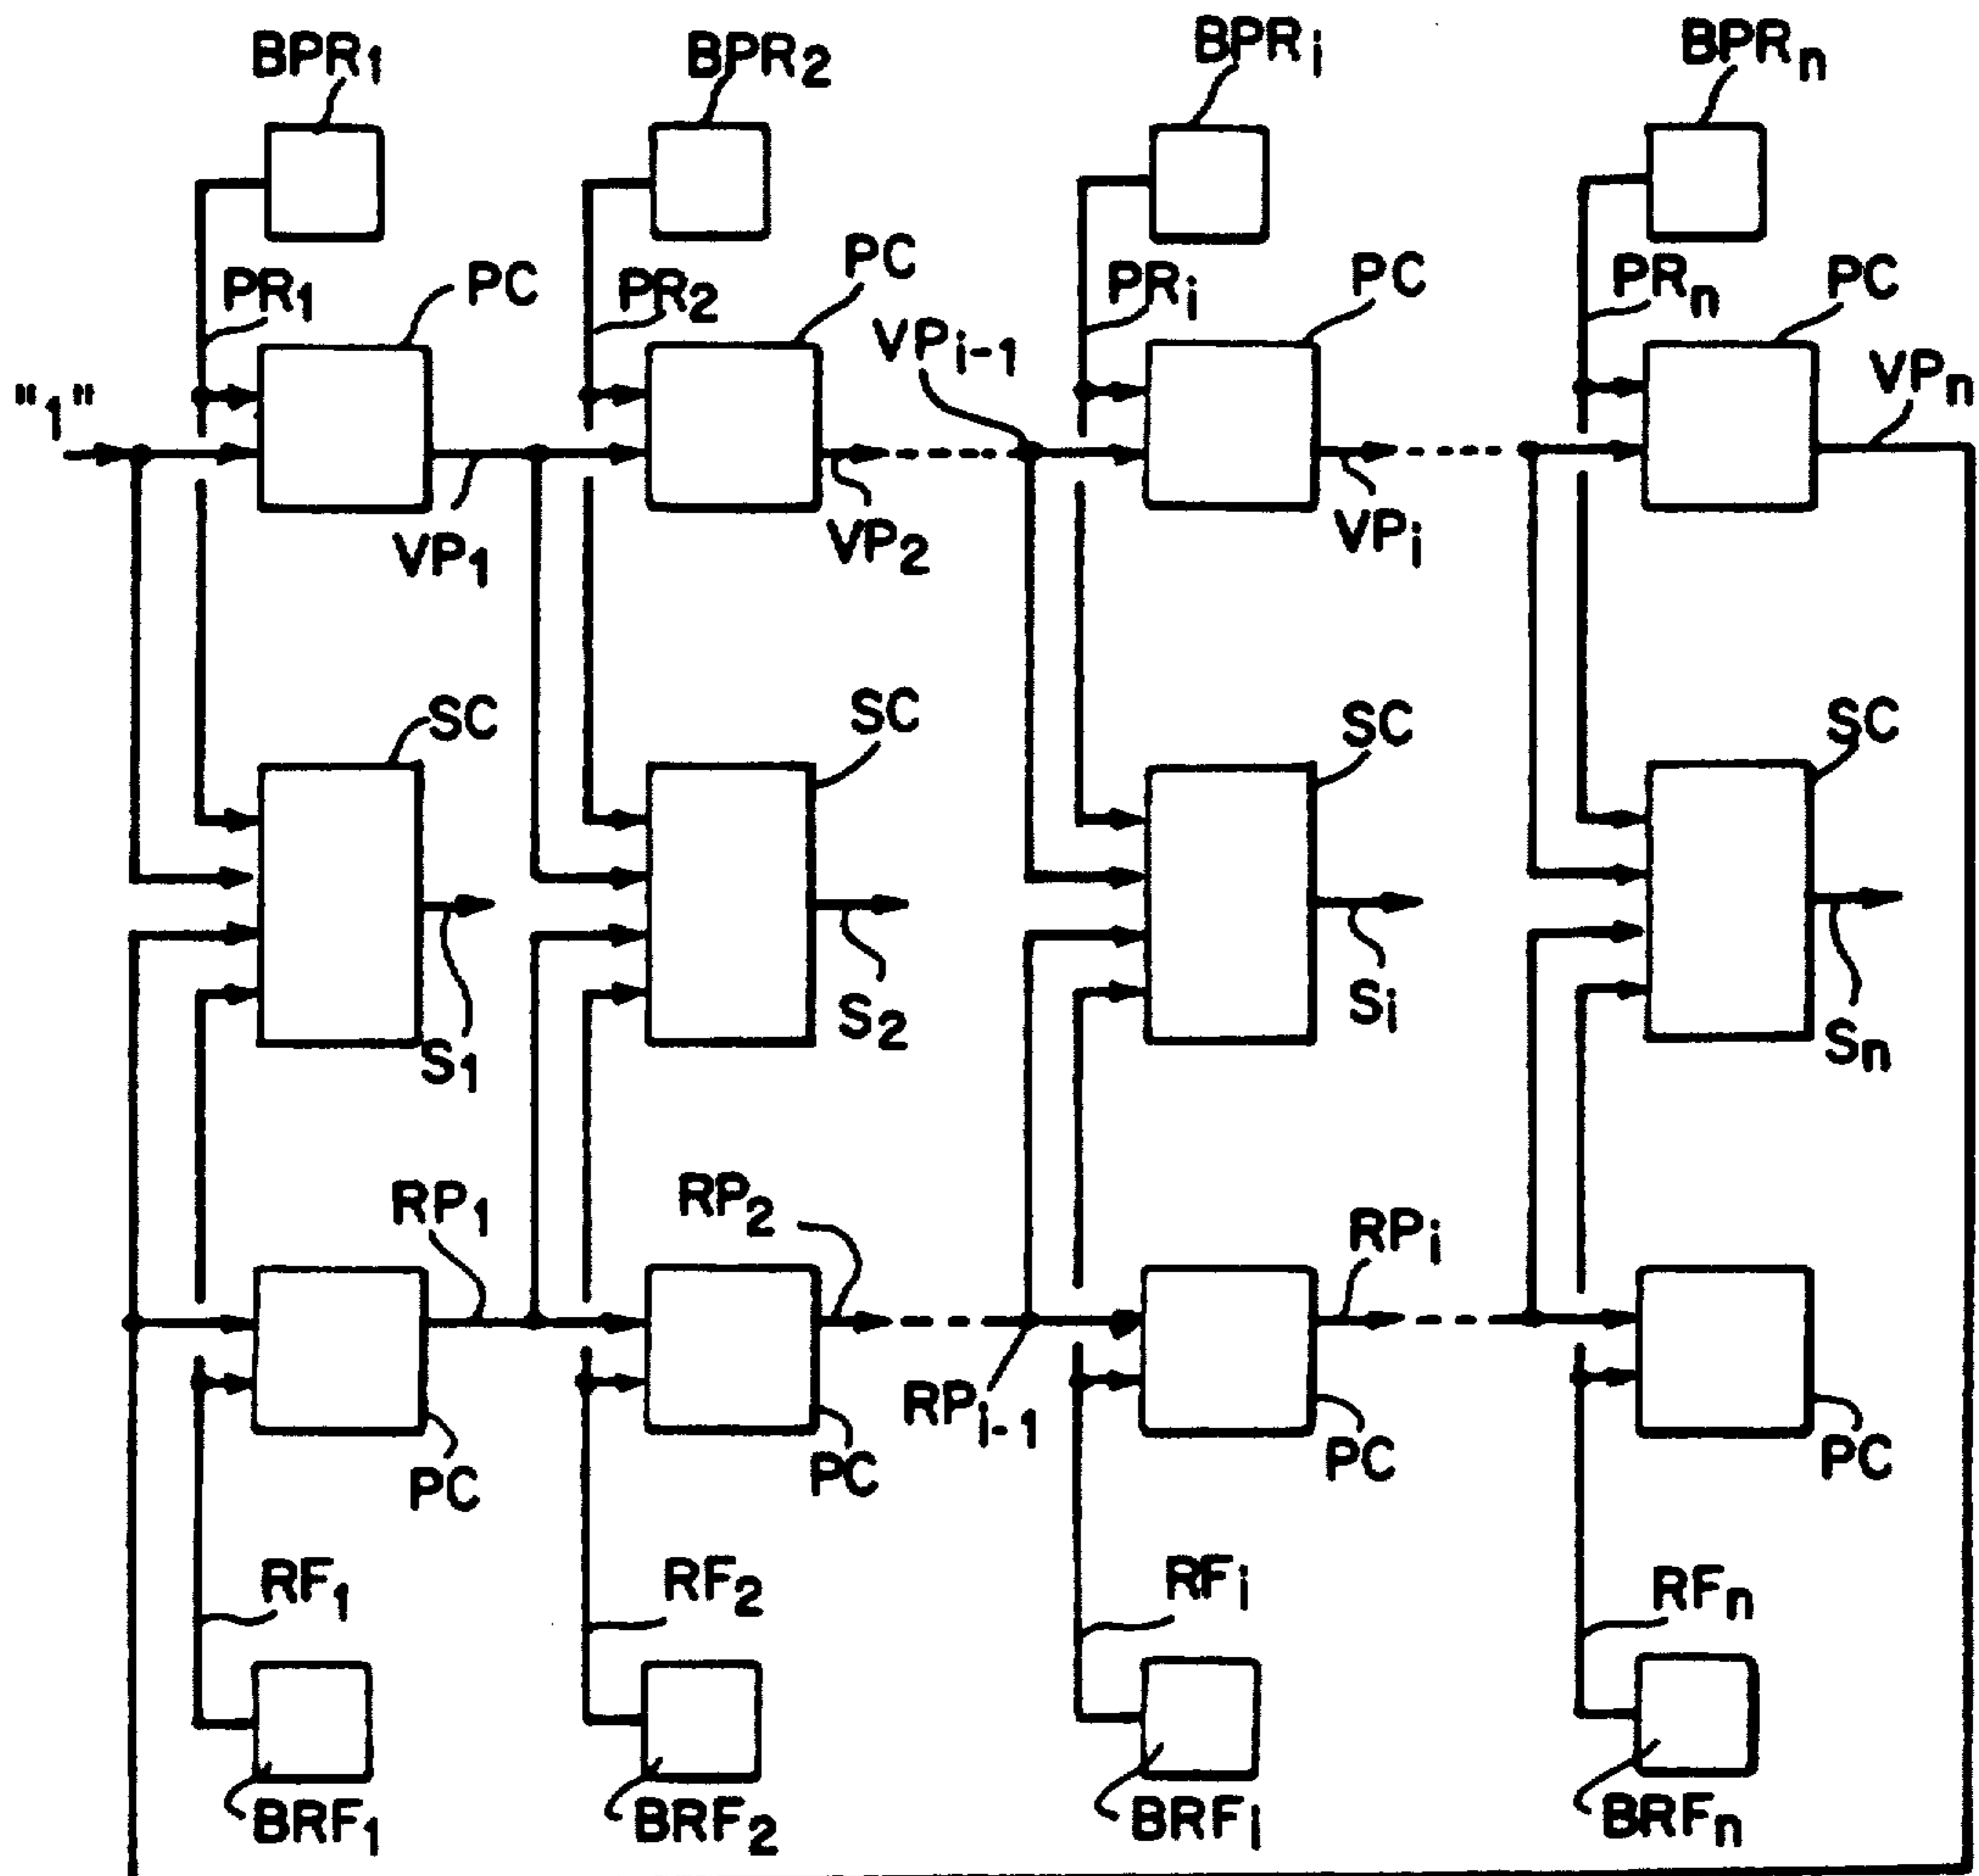 BPR1 BPR2 BPRi BPRn
PR1 PC PR2 PC VPi-1 PRi PC PRn PC
"1" VPn
VP1 VP2 VPi
SC SC SC SC
S1 S2 Si Sn
RP1 RP2 RPi
RPi-1
PC PC PC PC
RF1 RF2 RFi RFn
BRF1 BRF2 BRFi BRFn